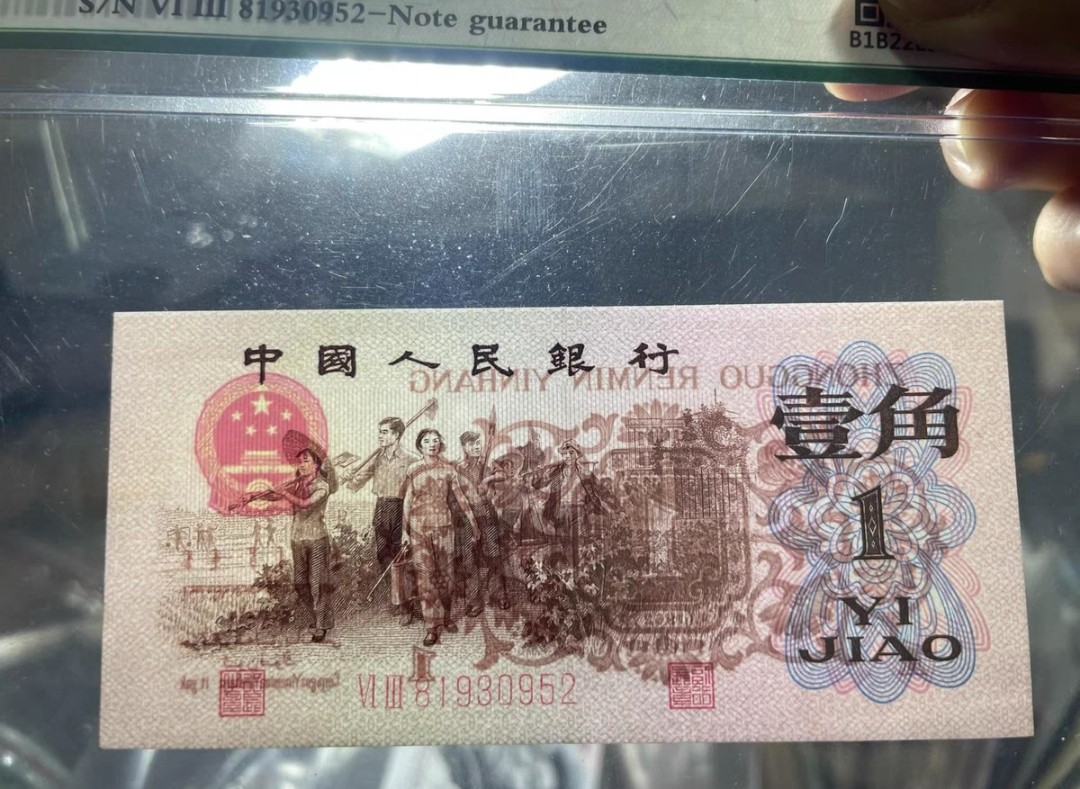 S/N VI III 81930952-Note guarantee
B1B22
中國人民銀行
ZHONGGUO RENMIN YINHANG
壹角
1
YI
JIAO
VI III 81930952